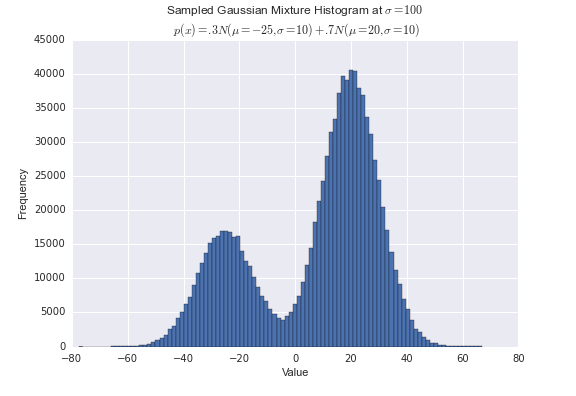 Sampled Gaussian Mixture Histogram at σ=100
p(x)=.3N(μ=−25,σ=10)+.7N(μ=20,σ=10)
45000
40000
35000
30000
25000
20000
15000
10000
5000
0
Frequency
−80 −60 −40 −20 0 20 40 60 80
Value